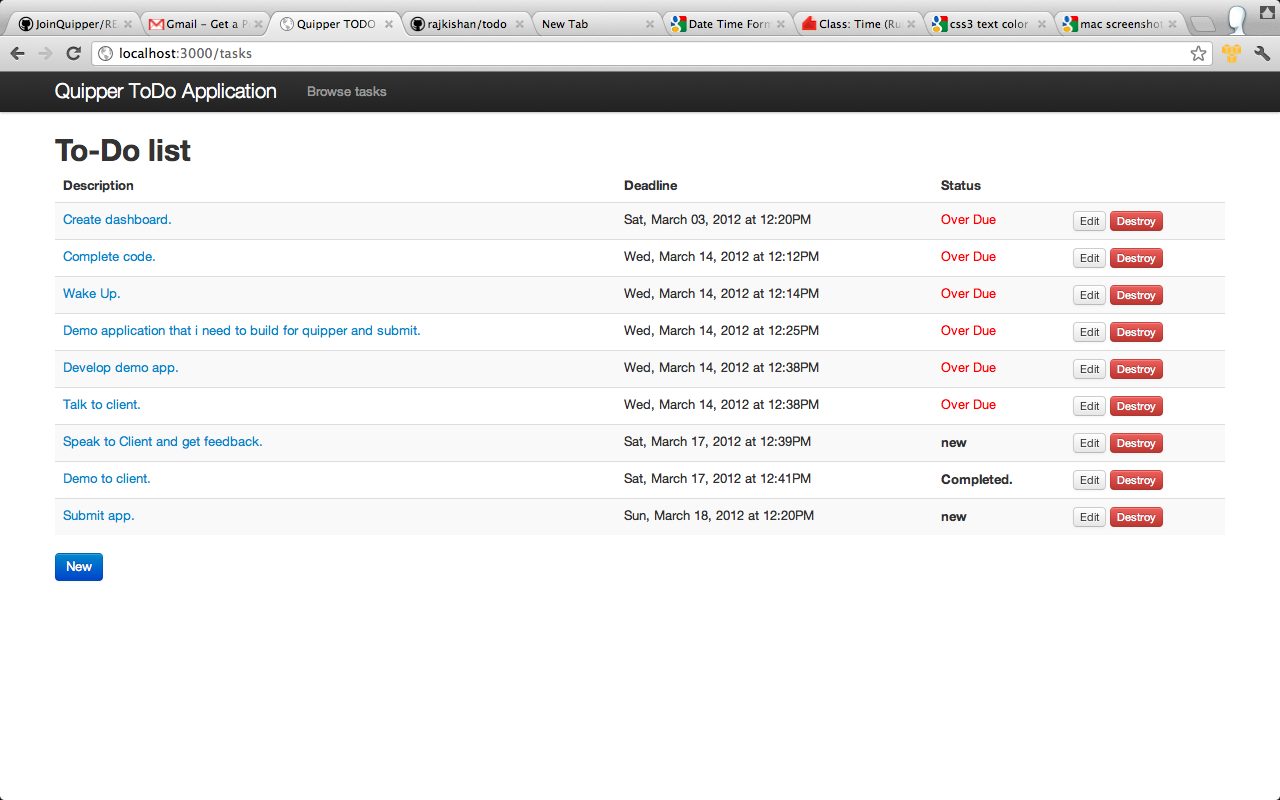 JoinQuipper/RE Gmail – Get a P Quipper TODO rajkishan/todo New Tab Date Time Form Class: Time (Ru css3 text color mac screenshot
localhost:3000/tasks
Quipper ToDo Application Browse tasks
To-Do list
Description Deadline Status
Create dashboard. Sat, March 03, 2012 at 12:20PM Over Due Edit Destroy
Complete code. Wed, March 14, 2012 at 12:12PM Over Due Edit Destroy
Wake Up. Wed, March 14, 2012 at 12:14PM Over Due Edit Destroy
Demo application that i need to build for quipper and submit. Wed, March 14, 2012 at 12:25PM Over Due Edit Destroy
Develop demo app. Wed, March 14, 2012 at 12:38PM Over Due Edit Destroy
Talk to client. Wed, March 14, 2012 at 12:38PM Over Due Edit Destroy
Speak to Client and get feedback. Sat, March 17, 2012 at 12:39PM new Edit Destroy
Demo to client. Sat, March 17, 2012 at 12:41PM Completed. Edit Destroy
Submit app. Sun, March 18, 2012 at 12:20PM new Edit Destroy
New